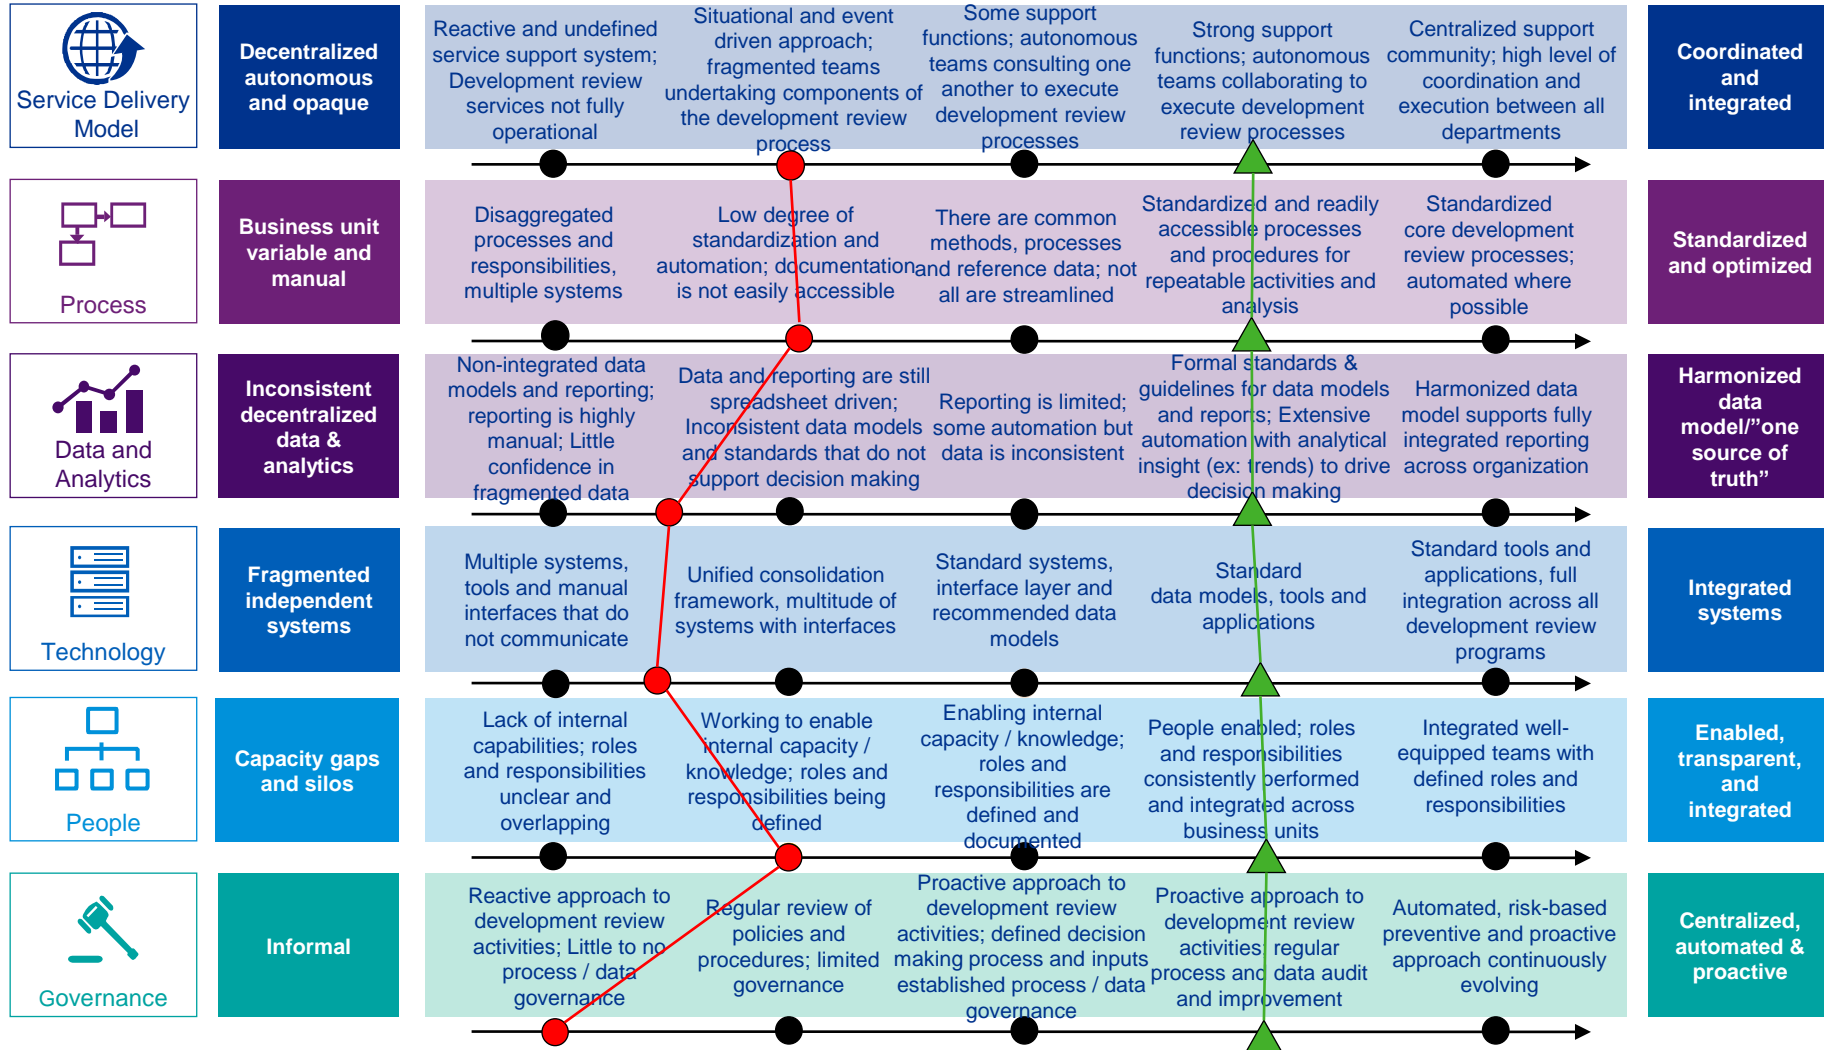 Service Delivery
Model
Decentralized
autonomous
and opaque
Reactive and undefined
service support system;
Development review
services not fully
operational
Situational and event
driven approach;
fragmented teams
undertaking components of
the development review
process
Some support
functions; autonomous
teams consulting one
another to execute
development review
processes
Strong support
functions; autonomous
teams collaborating to
execute development
review processes
Centralized support
community; high level of
coordination and
execution between all
departments
Coordinated
and
integrated
Process
Business unit
variable and
manual
Disaggregated
processes and
responsibilities,
multiple systems
Low degree of
standardization and
automation; documentation
is not easily accessible
There are common
methods, processes
and reference data; not
all are streamlined
Standardized and readily
accessible processes
and procedures for
repeatable activities and
analysis
Standardized
core development
review processes;
automated where
possible
Standardized
and optimized
Data and
Analytics
Inconsistent
decentralized
data &
analytics
Non-integrated data
models and reporting;
reporting is highly
manual; Little
confidence in
fragmented data
Data and reporting are still
spreadsheet driven;
Inconsistent data models
and standards that do not
support decision making
Reporting is limited;
some automation but
data is inconsistent
Formal standards &
guidelines for data models
and reports; Extensive
automation with analytical
insight (ex: trends) to drive
decision making
Harmonized data
model supports fully
integrated reporting
across organization
Harmonized
data
model/”one
source of
truth”
Technology
Fragmented
independent
systems
Multiple systems,
tools and manual
interfaces that do
not communicate
Unified consolidation
framework, multitude of
systems with interfaces
Standard systems,
interface layer and
recommended data
models
Standard
data models, tools and
applications
Standard tools and
applications, full
integration across all
development review
programs
Integrated
systems
People
Capacity gaps
and silos
Lack of internal
capabilities; roles
and responsibilities
unclear and
overlapping
Working to enable
internal capacity /
knowledge; roles and
responsibilities being
defined
Enabling internal
capacity / knowledge;
roles and
responsibilities are
defined and
documented
People enabled; roles
and responsibilities
consistently performed
and integrated across
business units
Integrated well-
equipped teams with
defined roles and
responsibilities
Enabled,
transparent,
and
integrated
Governance
Informal
Reactive approach to
development review
activities; Little to no
process / data
governance
Regular review of
policies and
procedures; limited
governance
Proactive approach to
development review
activities; defined decision
making process and inputs
established process / data
governance
Proactive approach to
development review
activities; regular
process and data audit
and improvement
Automated, risk-based
preventive and proactive
approach continuously
evolving
Centralized,
automated &
proactive